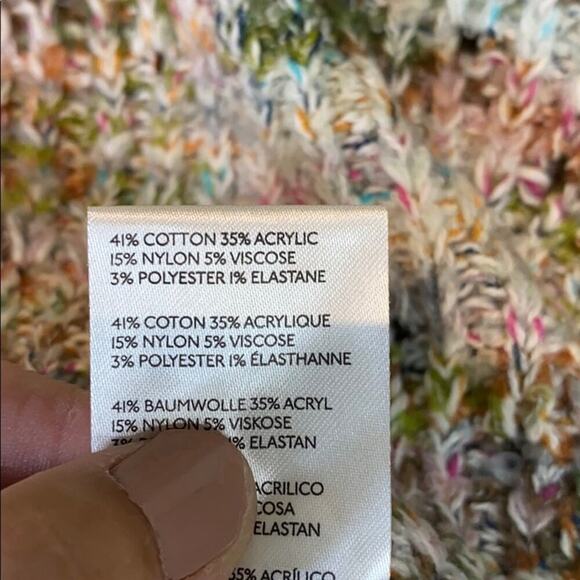 41% COTTON 35% ACRYLIC
15% NYLON 5% VISCOSE
3% POLYESTER 1% ELASTANE
41% COTON 35% ACRYLIQUE
15% NYLON 5% VISCOSE
3% POLYESTER 1% ÉLASTHANNE
41% BAUMWOLLE 35% ACRYL
15% NYLON 5% VISKOSE
3% 1% ELASTAN
ACRILICO
COSA
ELASTAN
35% ACRÍLICO